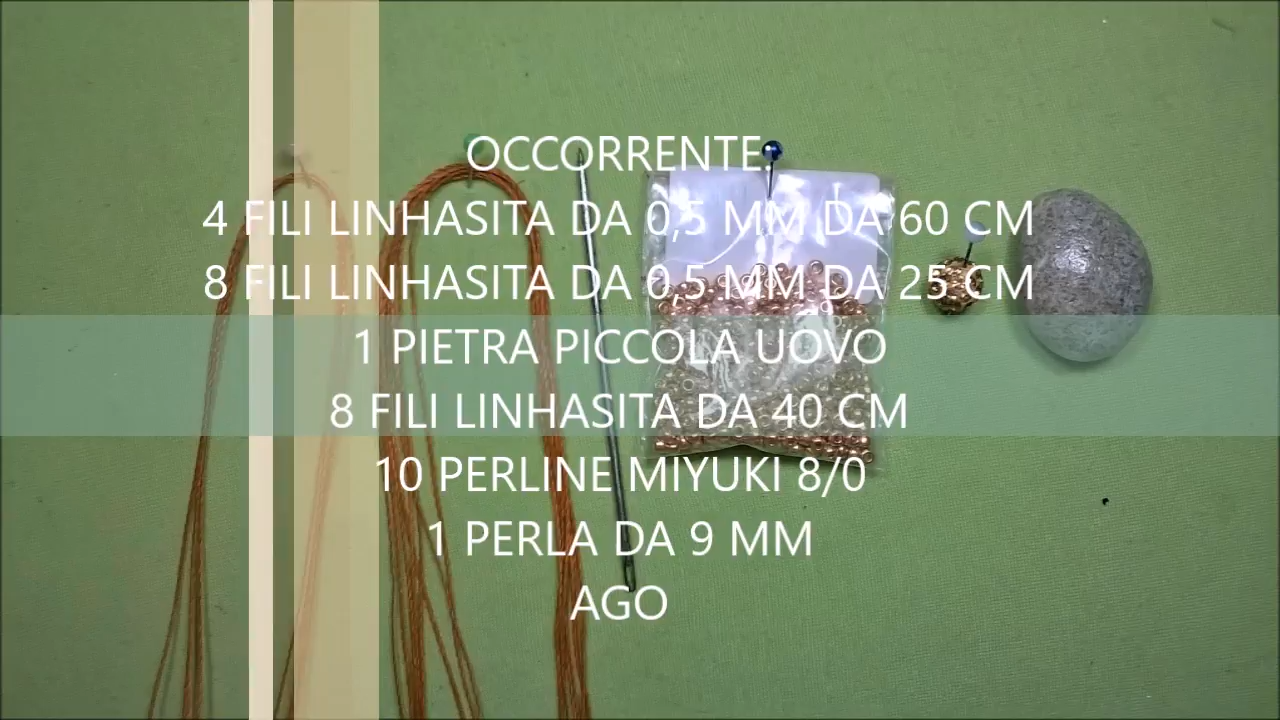 OCCORRENTE:
4 FILI LINHASITA DA 0,5 MM DA 60 CM
8 FILI LINHASITA DA 0,5 MM DA 25 CM
1 PIETRA PICCOLA UOVO
8 FILI LINHASITA DA 40 CM
10 PERLINE MIYUKI 8/0
1 PERLA DA 9 MM
AGO